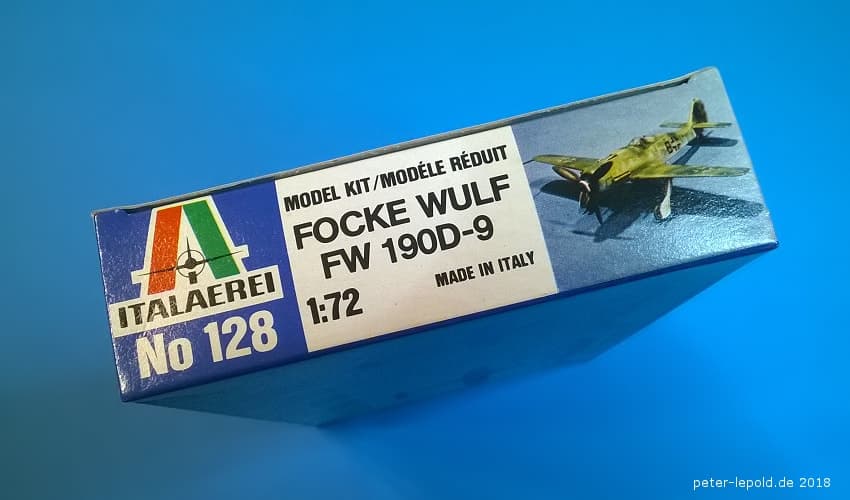 ITALAEREI
No 128
MODEL KIT/MODÉLE RÉDUIT
FOCKE WULF
FW 190D-9
1:72
MADE IN ITALY
peter-lepold.de 2018